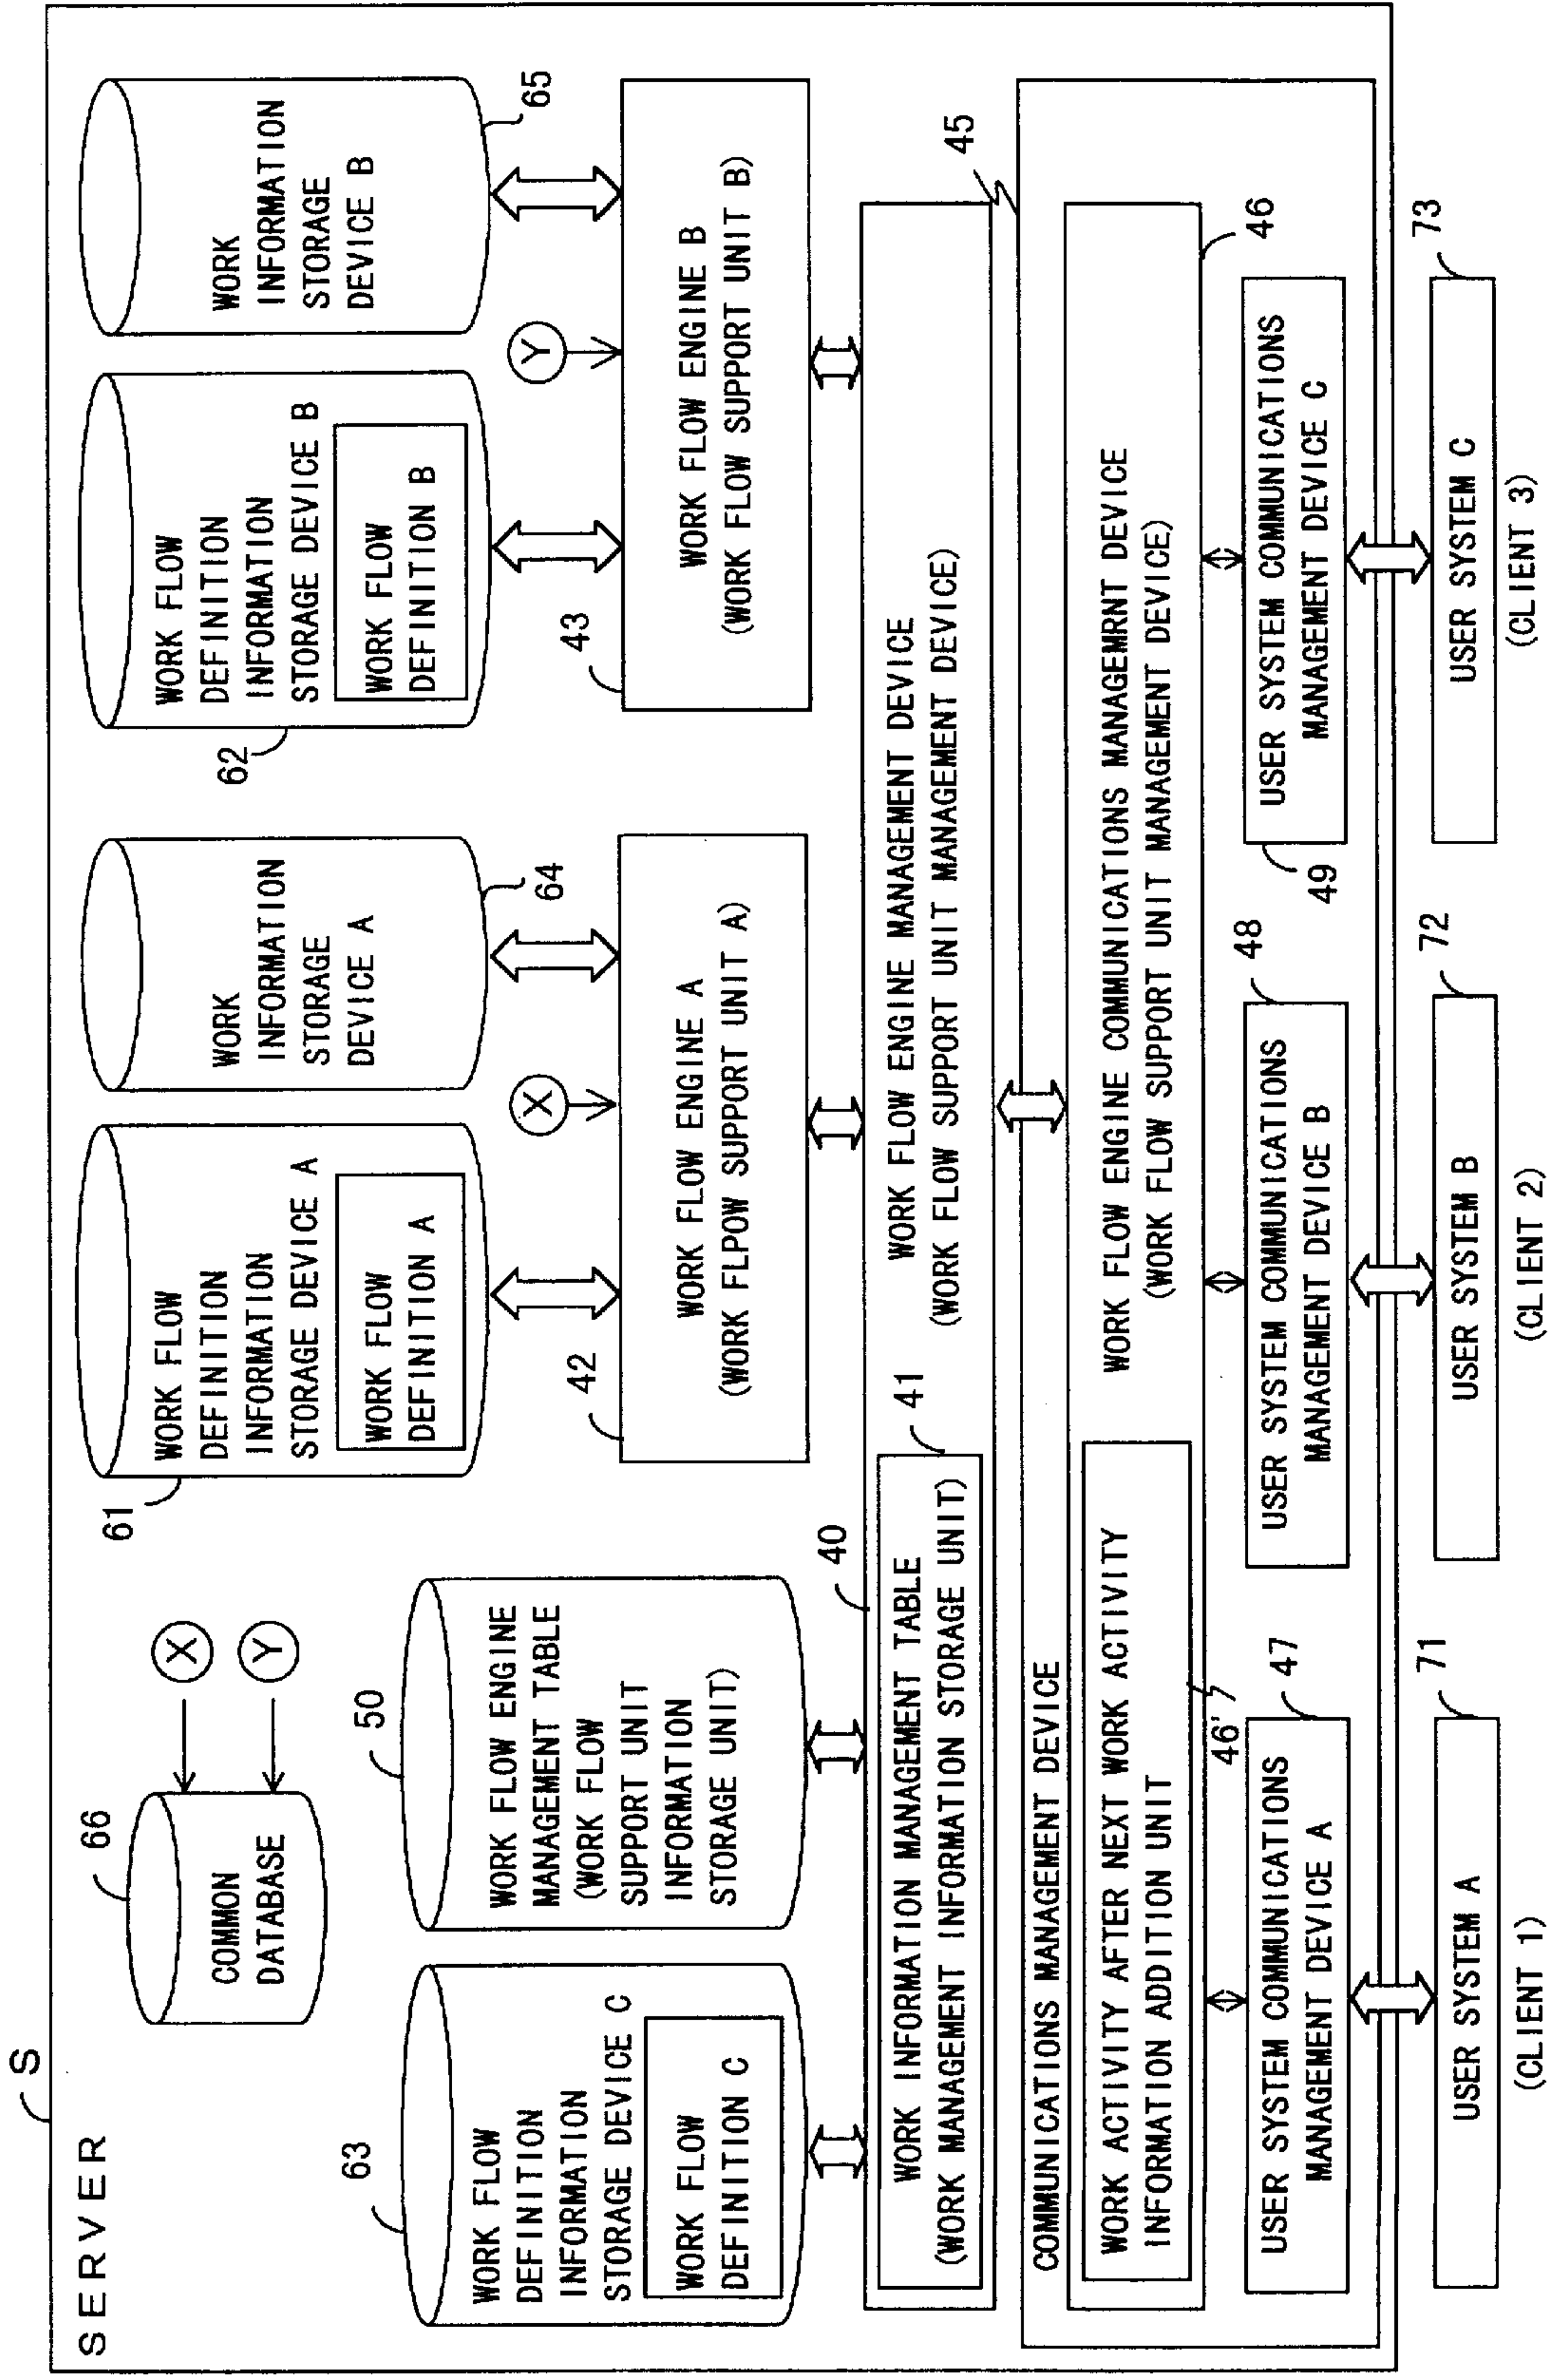 S
SERVER
66
COMMON
DATABASE
X
Y
63
WORK FLOW
DEFINITION
INFORMATION
STORAGE DEVICE C
WORK FLOW
DEFINITION C
50
WORK FLOW ENGINE
MANAGEMENT TABLE
(WORK FLOW
SUPPORT UNIT
INFORMATION
STORAGE UNIT)
61
WORK FLOW
DEFINITION
INFORMATION
STORAGE DEVICE A
WORK FLOW
DEFINITION A
WORK
INFORMATION
STORAGE
DEVICE A
64
X
42
WORK FLOW ENGINE A
(WORK FLPOW SUPPORT UNIT A)
62
WORK FLOW
DEFINITION
INFORMATION
STORAGE DEVICE B
WORK FLOW
DEFINITION B
WORK
INFORMATION
STORAGE
DEVICE B
65
Y
43
WORK FLOW ENGINE B
(WORK FLOW SUPPORT UNIT B)
40
WORK INFORMATION MANAGEMENT TABLE
(WORK MANAGEMENT INFORMATION STORAGE UNIT)
41
WORK FLOW ENGINE MANAGEMENT DEVICE
(WORK FLOW SUPPORT UNIT MANAGEMENT DEVICE)
45
COMMUNICATIONS MANAGEMENT DEVICE
WORK ACTIVITY AFTER NEXT WORK ACTIVITY
INFORMATION ADDITION UNIT
46'
WORK FLOW ENGINE COMMUNICATIONS MANAGEMRNT DEVICE
(WORK FLOW SUPPORT UNIT MANAGEMENT DEVICE)
46
47
USER SYSTEM COMMUNICATIONS
MANAGEMENT DEVICE A
48
USER SYSTEM COMMUNICATIONS
MANAGEMENT DEVICE B
49
USER SYSTEM COMMUNICATIONS
MANAGEMENT DEVICE C
71
USER SYSTEM A
(CLIENT 1)
72
USER SYSTEM B
(CLIENT 2)
73
USER SYSTEM C
(CLIENT 3)